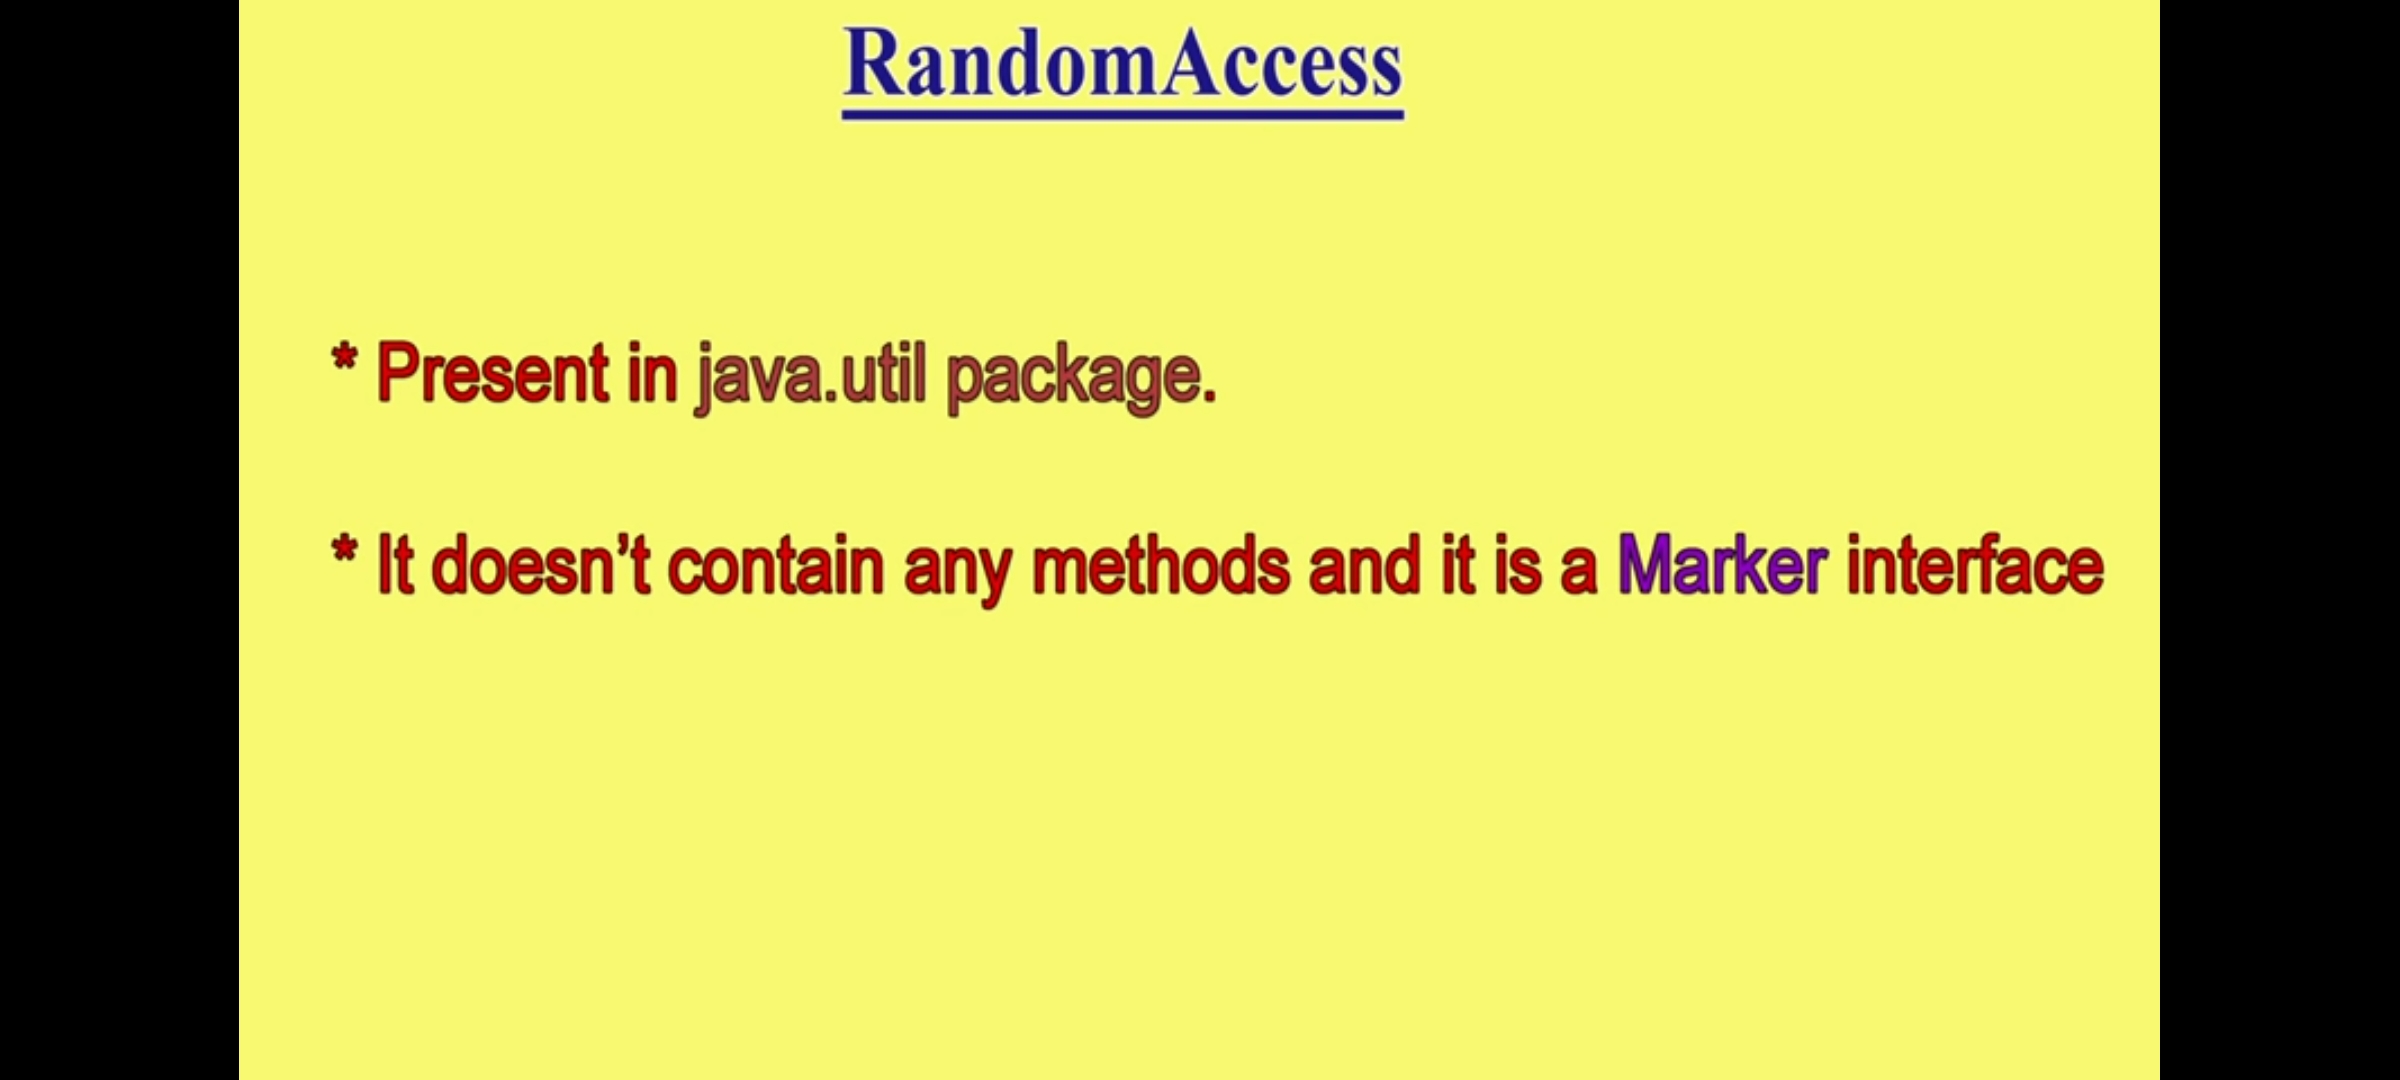 RandomAccess
* Present in java.util package.
* It doesn’t contain any methods and it is a Marker interface